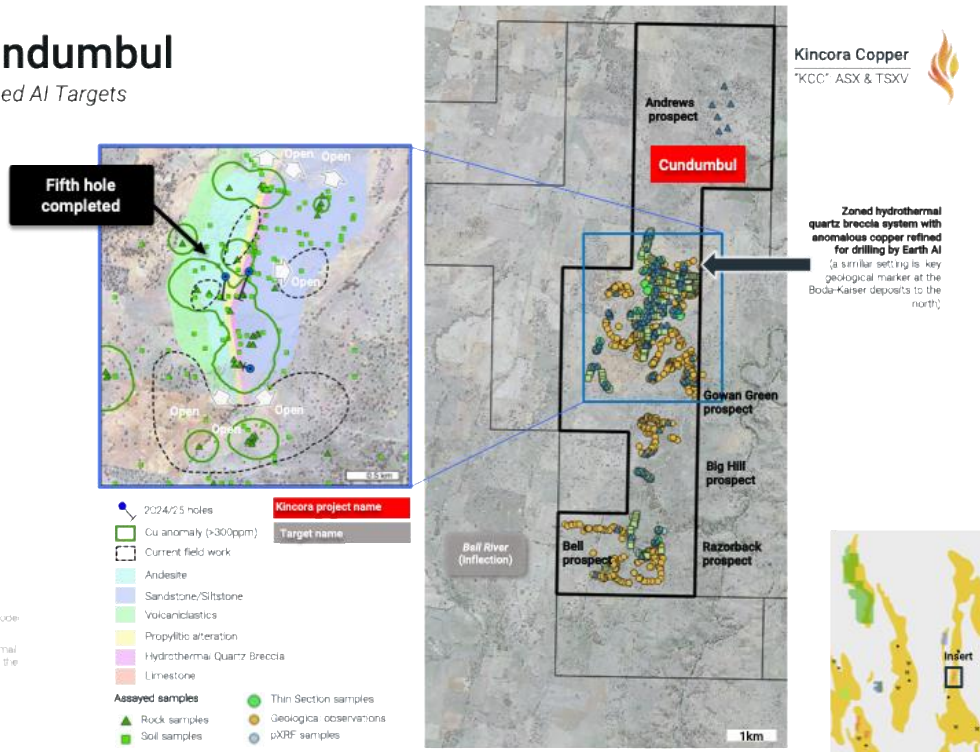 ndumbul
ed AI Targets
Kincora Copper
"KCC" ASX & TSXV
Andrews
prospect
Cundumbul
Fifth hole
completed
Open
Open
Open
Open
Open
Open
0.5 km
Zoned hydrothermal
quartz breccia system with
anomalous copper refined
for drilling by Earth AI
(a similar setting is key
geological marker at the
Boda-Kaiser deposits to the
north)
Gowan Green
prospect
Big Hill
prospect
Bell
prospect
Razorback
prospect
Bell River
(Inflection)
1km
2024/25 holes
Cu anomaly (>300ppm)
Current field work
Andesite
Sandstone/Siltstone
Volcaniclastics
Propylitic alteration
Hydrothermal Quartz Breccia
Limestone
Kincora project name
Target name
Assayed samples
Rock samples
Soil samples
Thin Section samples
Geological observations
pXRF samples
the
Insert